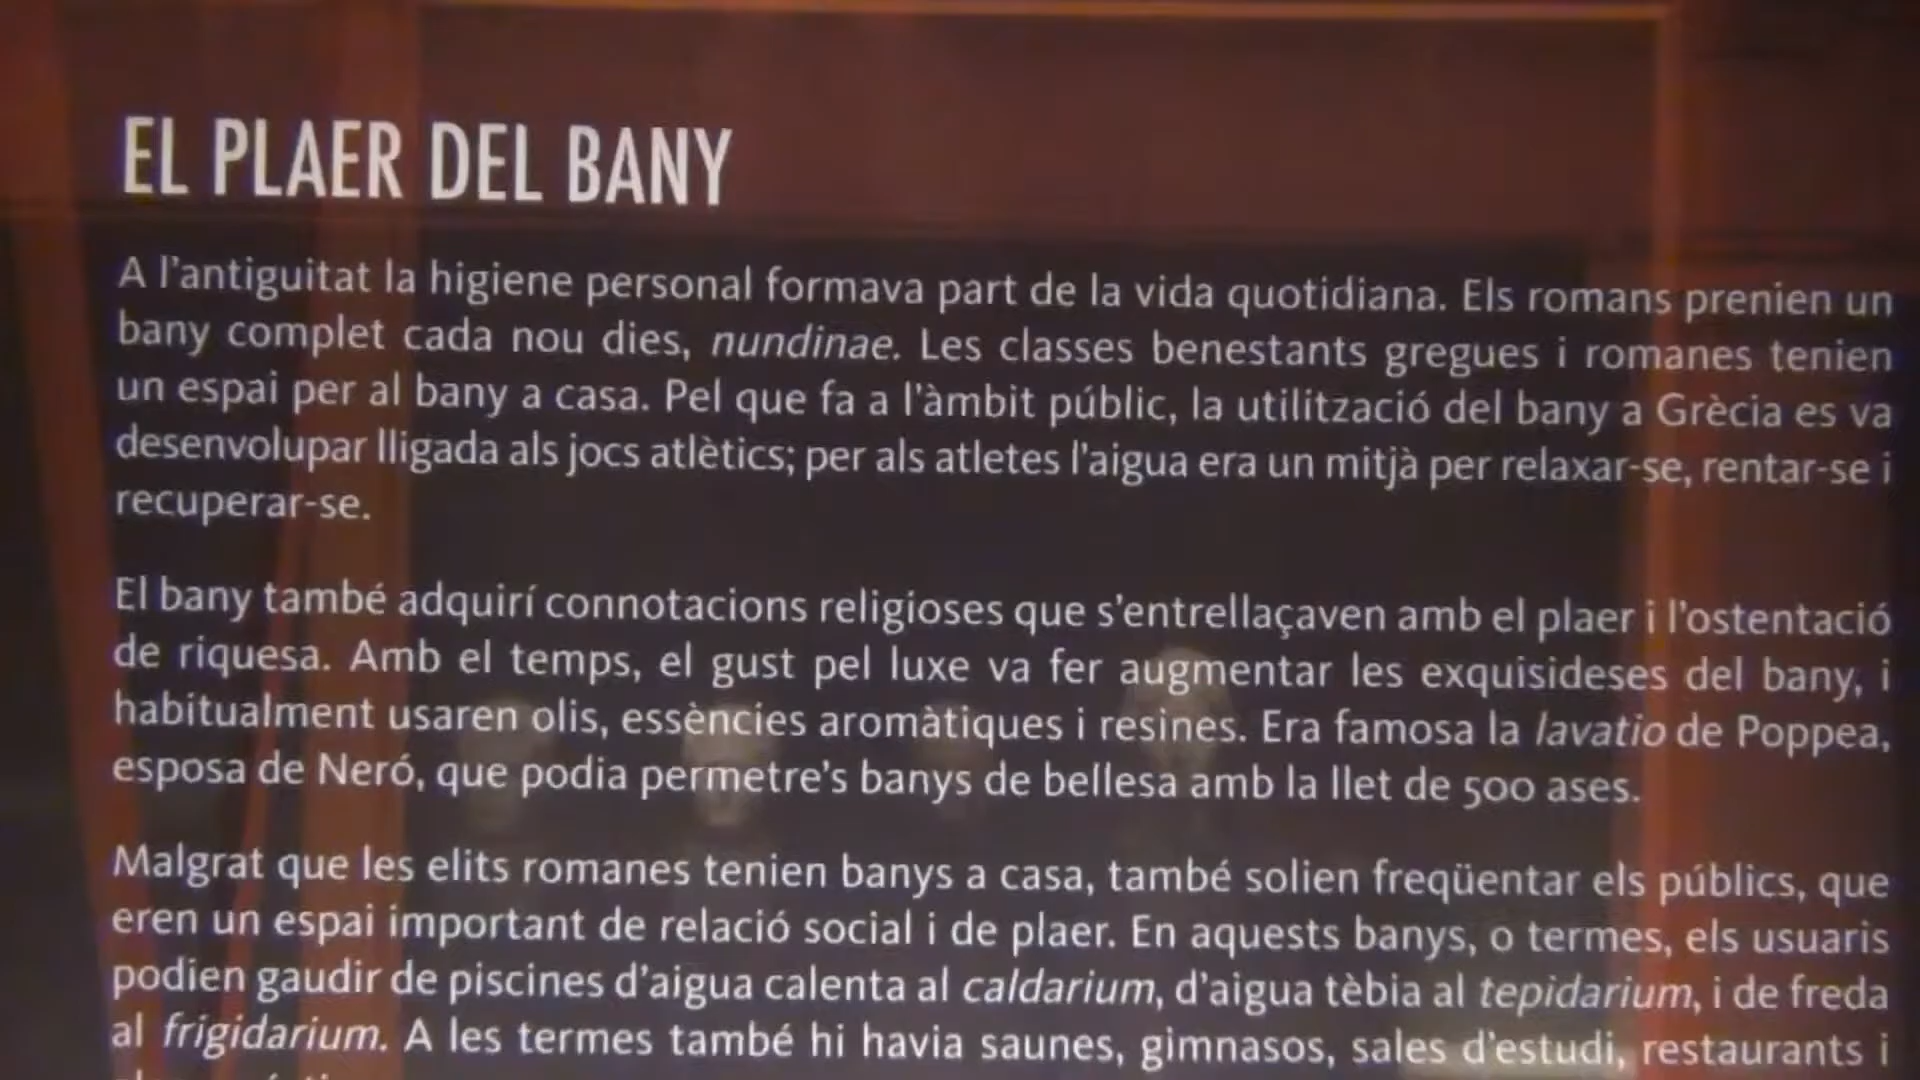 EL PLAER DEL BANY
A l'antiguitat la higiene personal formava part de la vida quotidiana. Els romans prenien un
bany complet cada nou dies, nundinae. Les classes benestants gregues i romanes tenien
un espai per al bany a casa. Pel que fa a l'àmbit públic, la utilització del bany a Grècia es va
desenvolupar lligada als jocs atlètics; per als atletes l'aigua era un mitjà per relaxar-se, rentar-se i
recuperar-se.
El bany també adquirí connotacions religioses que s'entrellaçaven amb el plaer i l'ostentació
de riquesa. Amb el temps, el gust pel luxe va fer augmentar les exquisideses del bany, i
habitualment usaren olis, essències aromàtiques i resines. Era famosa la lavatio de Poppea,
esposa de Neró, que podia permetre's banys de bellesa amb la llet de 500 ases.
Malgrat que les elits romanes tenien banys a casa, també solien freqüentar els públics, que
eren un espai important de relació social i de plaer. En aquests banys, o termes, els usuaris
podien gaudir de piscines d'aigua calenta al caldarium, d'aigua tèbia al tepidarium, i de freda
al frigidarium. A les termes també hi havia saunes, gimnasos, sales d'estudi, restaurants i